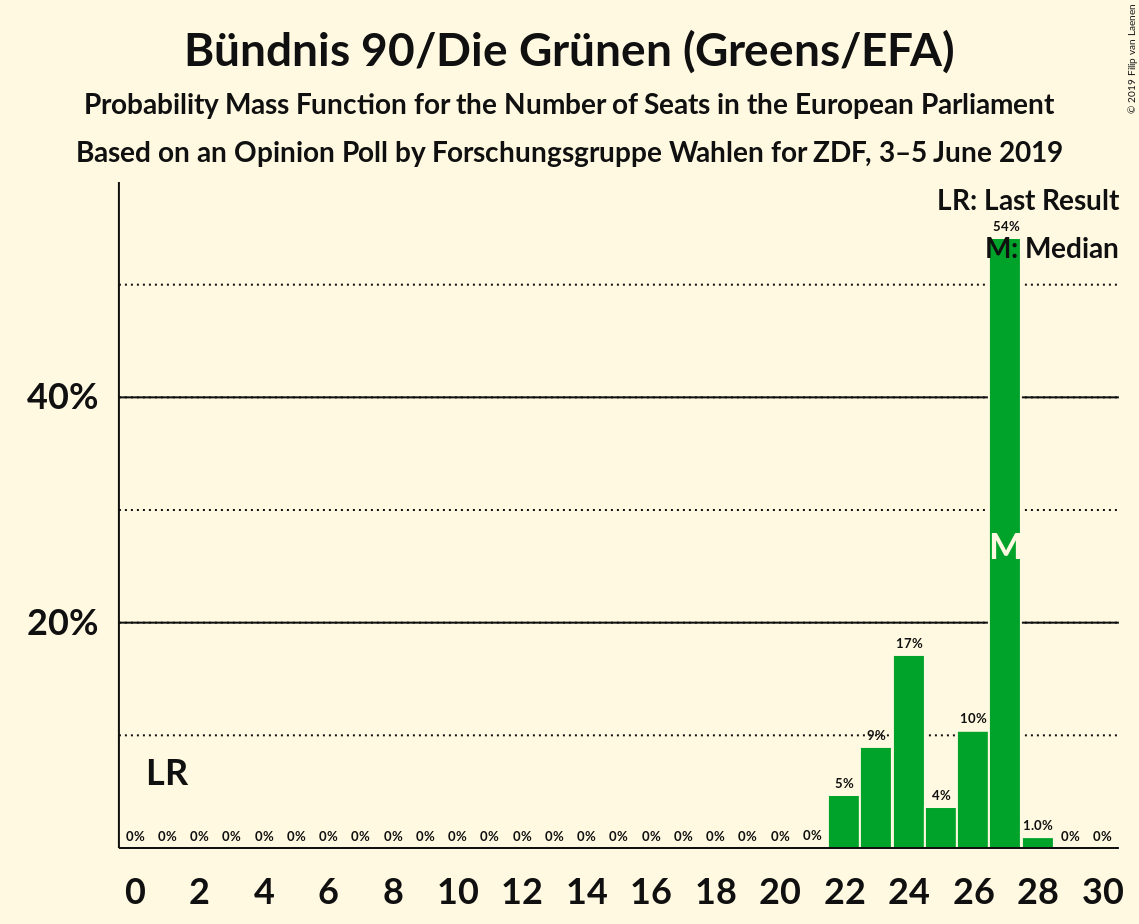 Bündnis 90/Die Grünen (Greens/EFA)
Probability Mass Function for the Number of Seats in the European Parliament
Based on an Opinion Poll by Forschungsgruppe Wahlen for ZDF, 3–5 June 2019
© 2019 Filip van Laenen
LR: Last Result
54%
M: Median
40%
M
20%
17%
10%
9%
LR
5%
4%
1.0%
0% 0% 0% 0% 0% 0% 0% 0% 0% 0% 0% 0% 0% 0% 0% 0% 0% 0% 0% 0% 0% 0% 0% 0%
0 2 4 6 8 10 12 14 16 18 20 22 24 26 28 30